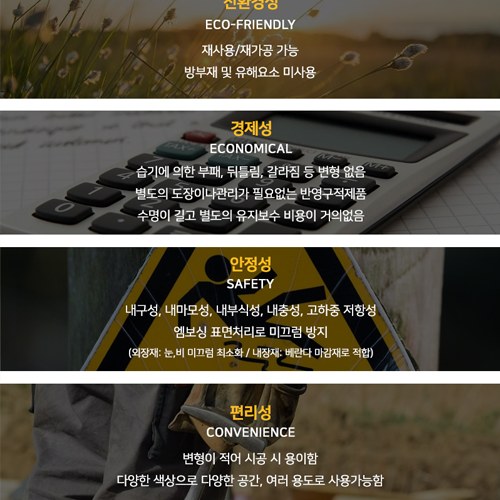 친환경성
ECO-FRIENDLY
재사용/재가공 가능
방부재 및 유해요소 미사용
경제성
ECONOMICAL
습기에 의한 부패, 뒤틀림, 갈라짐 등 변형 없음
별도의 도장이나관리가 필요없는 반영구적제품
수명이 길고 별도의 유지보수 비용이 거의없음
안정성
SAFETY
내구성, 내마모성, 내부식성, 내충성, 고하중 저항성
엠보싱 표면처리로 미끄럼 방지
(외장재: 눈,비 미끄럼 최소화 / 내장재: 베란다 마감재로 적합)
편리성
CONVENIENCE
변형이 적어 시공 시 용이함
다양한 색상으로 다양한 공간, 여러 용도로 사용가능함